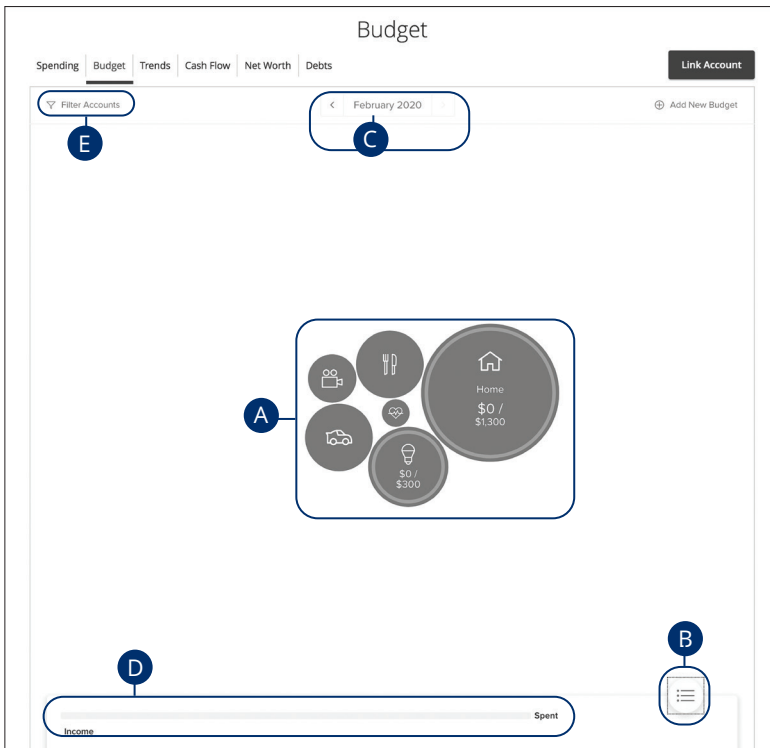 Budget
Spending Budget Trends Cash Flow Net Worth Debts
Link Account
Filter Accounts
< February 2020 >
Add New Budget
E
C
A
Home
$0 /
$1,300
$0 /
$300
B
D
Spent
Income